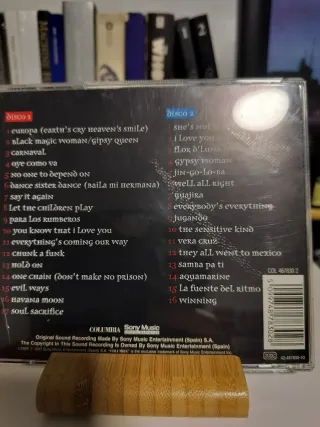 DISCO 1
1 EUROPA (EARTH'S CRY HEAVEN'S SMILE)
2 BLACK MAGIC WOMAN/GIPSY QUEEN
3 CARNAVAL
4 OYE COMO VA
5 NO ONE TO DEPEND ON
6 DANCE SISTER DANCE (BAILA MI HERMANA)
7 SAY IT AGAIN
8 LET THE CHILDREN PLAY
9 PARA LOS RUMBEROS
10 YOU KNOW THAT I LOVE YOU
11 EVERYTHING'S COMING OUR WAY
12 CHUNK A FUNK
13 HOLD ON
14 ONE CHAIN (DON'T MAKE NO PRISON)
15 EVIL WAYS
16 HAVANA MOON
17 SOUL SACRIFICE
DISCO 2
SHE'S NOT
I LOVE YOU
FLOR D'LUNA
4 GYPSY WOMAN
5 JIN-GO-LO-BA
6 WELL ALL RIGHT
7 GUAJIRA
8 EVERYBODY'S EVERYTHING
9 JUGANDO
10 THE SENSITIVE KIND
11 VERA CRUZ
12 THEY ALL WENT TO MEXICO
13 SAMBA PA TI
14 AQUAMARINE
15 LA FUENTE DEL RITMO
16 WINNING
COLUMBIA
Sony Music
Original Sound Recording Made By Sony Music Entertainment (Spain) S.A.
The Copyright In This Sound Recording Is Owned By Sony Music Entertainment (Spain)